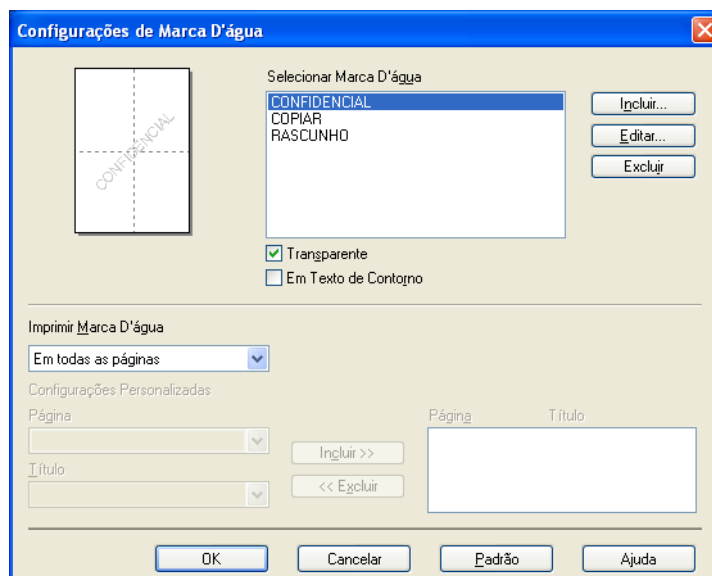 Configurações de Marca D'água
Selecionar Marca D'água
CONFIDENCIAL
CONFIDENCIAL
COPIAR
RASCUNHO
Incluir...
Editar...
Excluir
Transparente
Em Texto de Contorno
Imprimir Marca D'água
Em todas as páginas
Configurações Personalizadas
Página
Título
Incluir >>
<< Excluir
Página Título
OK Cancelar Padrão Ajuda